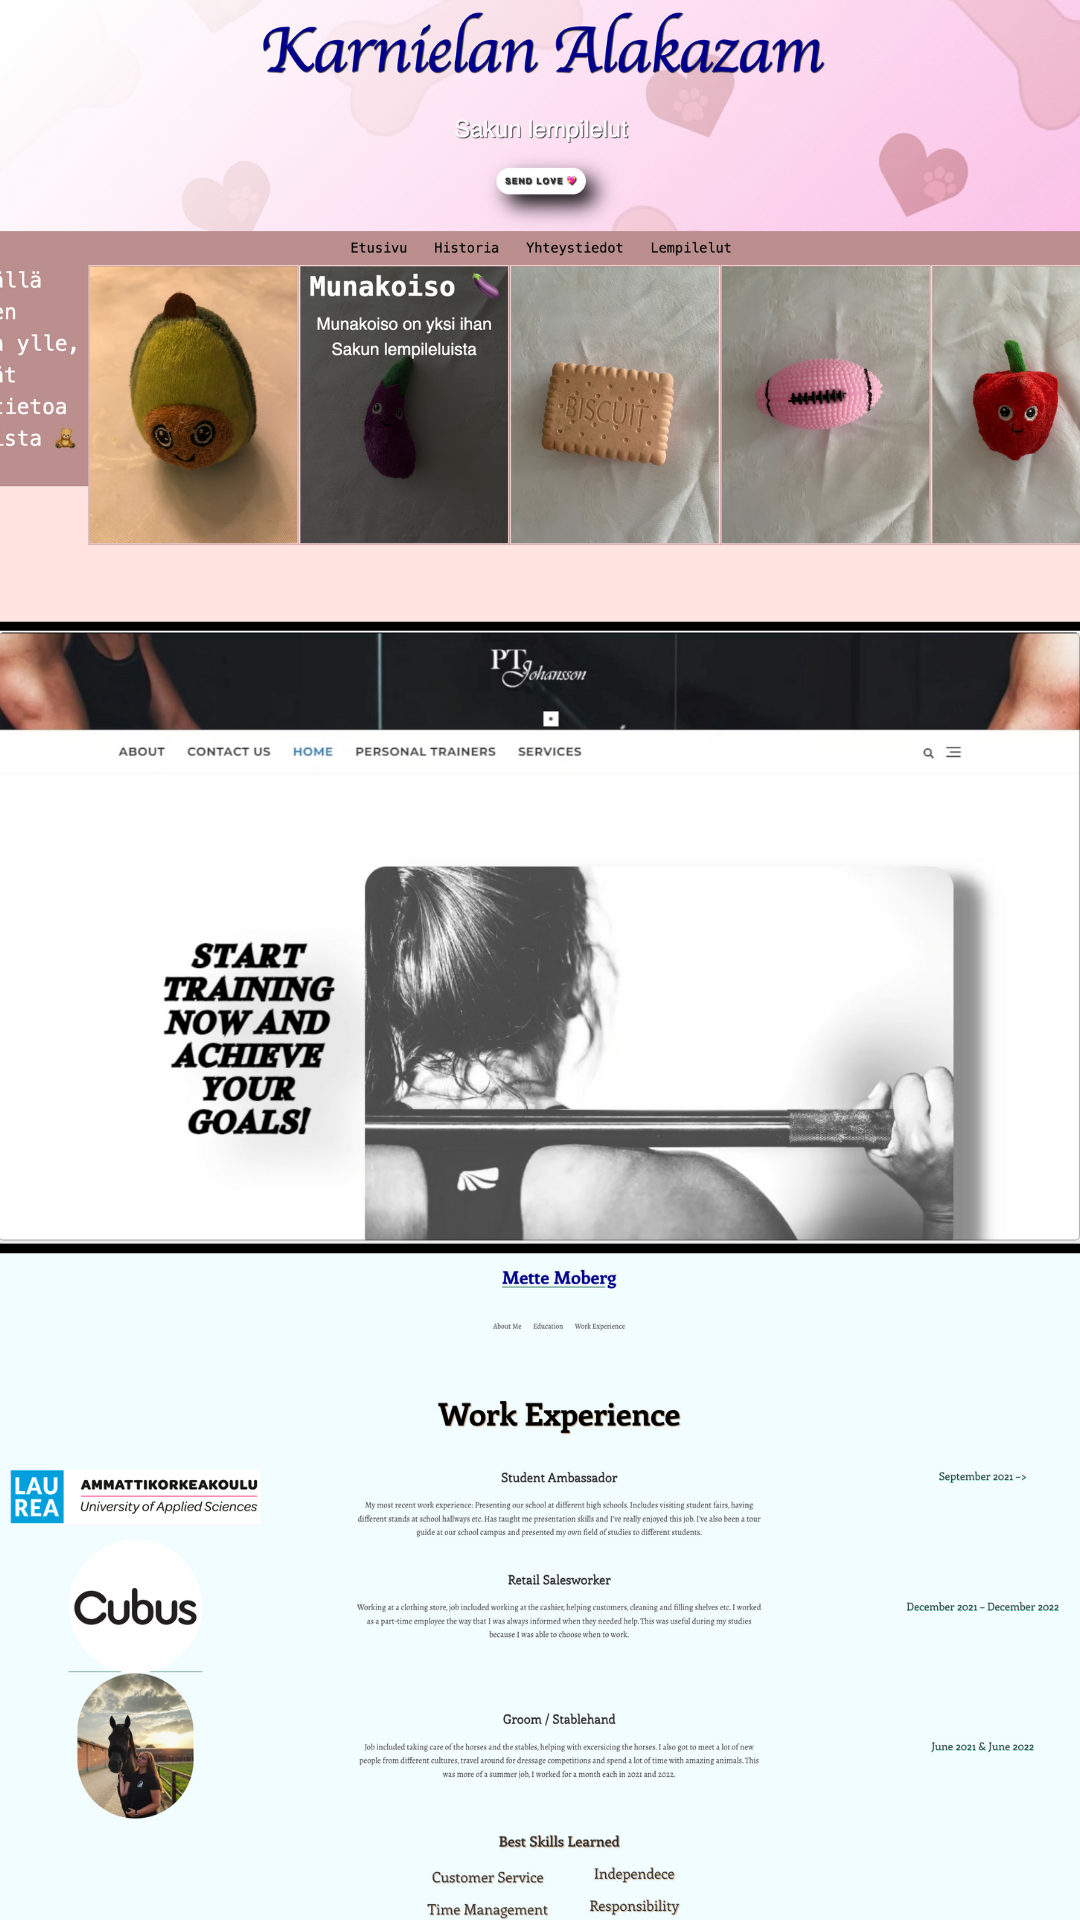 Karnielan Alakazam
Sakun lempilelut
SEND LOVE 💘
Etusivu Historia Yhteystiedot Lempilelut
ällä
en
ylle,
ät
tietoa
ista 🧸
Munakoiso 🍆
Munakoiso on yksi ihan
Sakun lempileluista
BISCUIT
PT Johansson
ABOUT CONTACT US HOME PERSONAL TRAINERS SERVICES
START
TRAINING
NOW AND
ACHIEVE
YOUR
GOALS!
Mette Moberg
About Me Education Work Experience
Work Experience
LAU
REA
AMMATTIKORKEAKOULU
University of Applied Sciences
Student Ambassador
September 2021 –>
My most recent work experience: Presenting our school at different high schools. Includes visiting student fairs, having
different stands at school hallways etc. Has taught me presentation skills and I've really enjoyed this job. I've also been a tour
guide at our school campus and presented my own field of studies to different students.
Cubus
Retail Salesworker
December 2021 – December 2022
Working at a clothing store, job included working at the cashier, helping customers, cleaning and filling shelves etc. I worked
as a part-time employee the way that I was always informed when they needed help. This was useful during my studies
because I was able to choose when to work.
Groom / Stablehand
June 2021 & June 2022
Job included taking care of the horses and the stables, helping with excersicing the horses. I also got to meet a lot of new
people from different cultures, travel around for dressage competitions and spend a lot of time with amazing animals. This
was more of a summer job, I worked for a month each in 2021 and 2022.
Best Skills Learned
Customer Service Independece
Time Management Responsibility